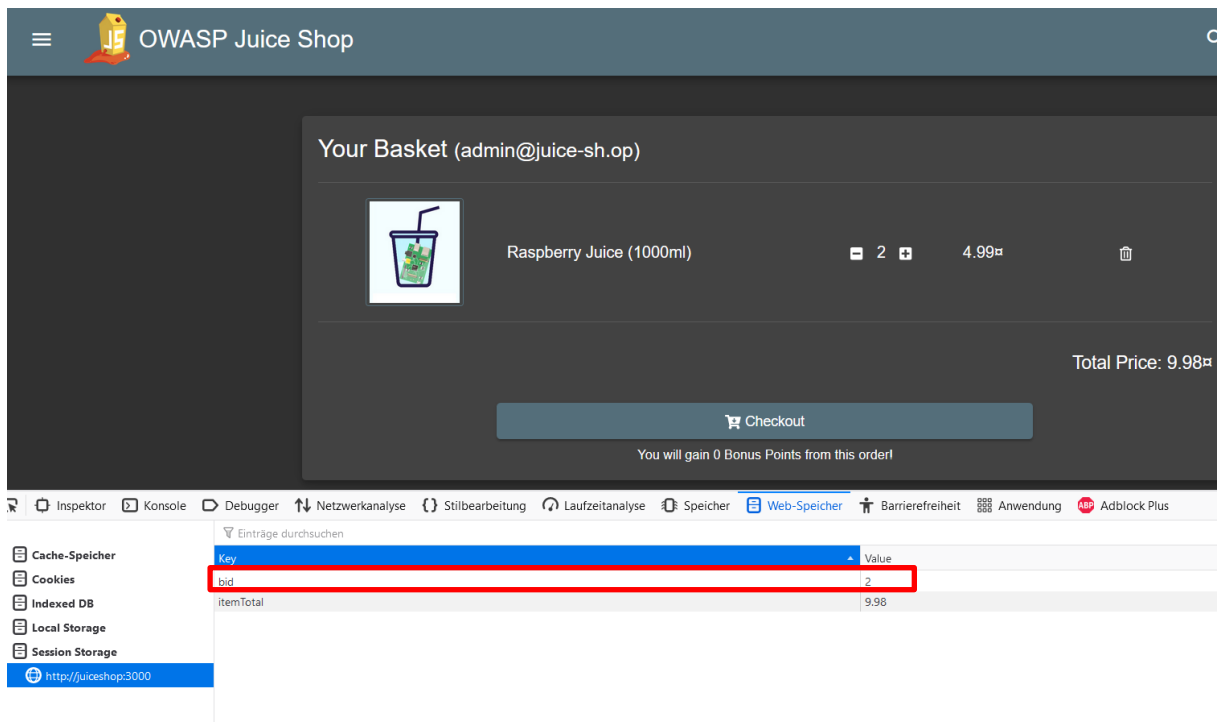 OWASP Juice Shop
Your Basket (admin@juice-sh.op)
Raspberry Juice (1000ml) 2 4.99¤
Total Price: 9.98¤
Checkout
You will gain 0 Bonus Points from this order!
Inspektor Konsole Debugger Netzwerkanalyse Stilbearbeitung Laufzeitanalyse Speicher Web-Speicher Barrierefreiheit Anwendung ABP Adblock Plus
Einträge durchsuchen
Cache-Speicher
Cookies
Indexed DB
Local Storage
Session Storage
http://juiceshop:3000
Key Value
bid 2
itemTotal 9.98